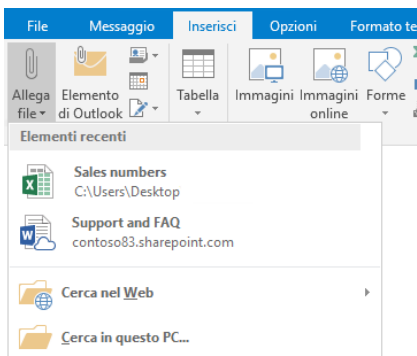 File Messaggio Inserisci Opzioni Formato te
Allega file
Elemento di Outlook
Tabella
Immagini
Immagini online
Forme
Elementi recenti
Sales numbers
C:\Users\Desktop
Support and FAQ
contoso83.sharepoint.com
Cerca nel Web
Cerca in questo PC...